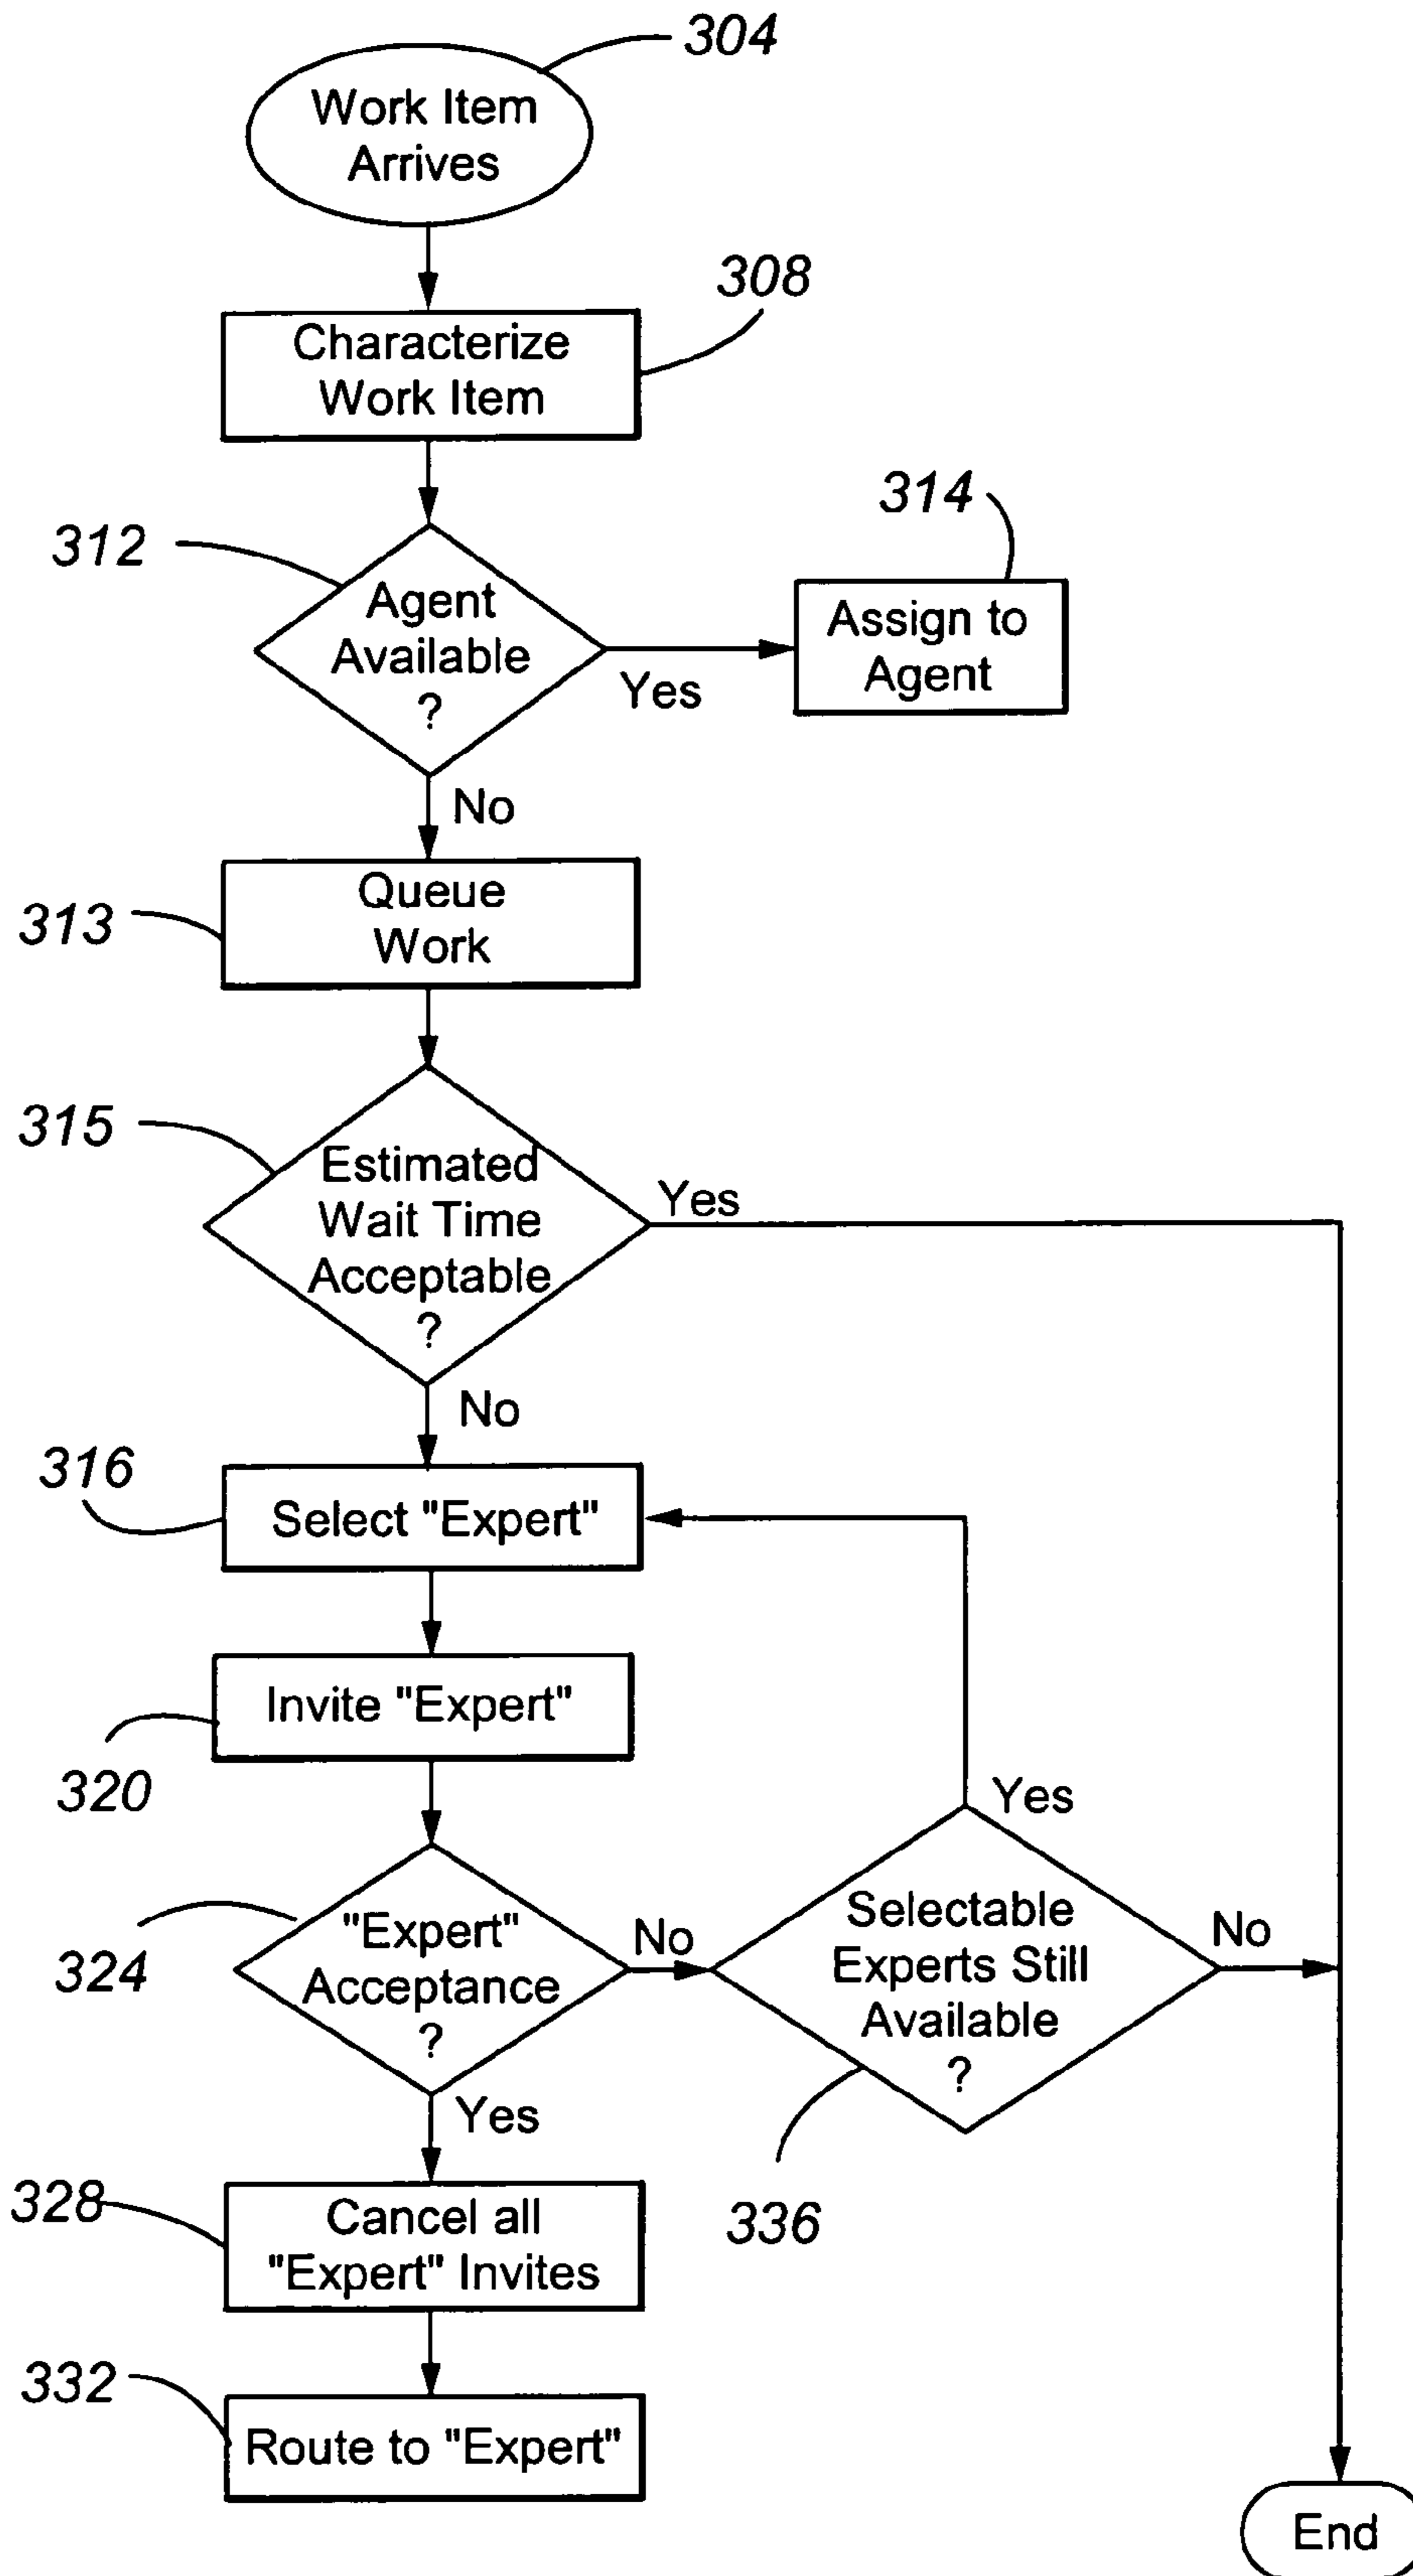 304
Work Item
Arrives
308
Characterize
Work Item
314
312
Agent
Available
?
Assign to
Agent
Yes
No
313
Queue
Work
315
Estimated
Wait Time
Acceptable
?
Yes
No
316
Select "Expert"
Invite "Expert"
320
Yes
"Expert"
Acceptance
?
324
No
Selectable
Experts Still
Available
?
No
Yes
336
328
Cancel all
"Expert" Invites
332
Route to "Expert"
End